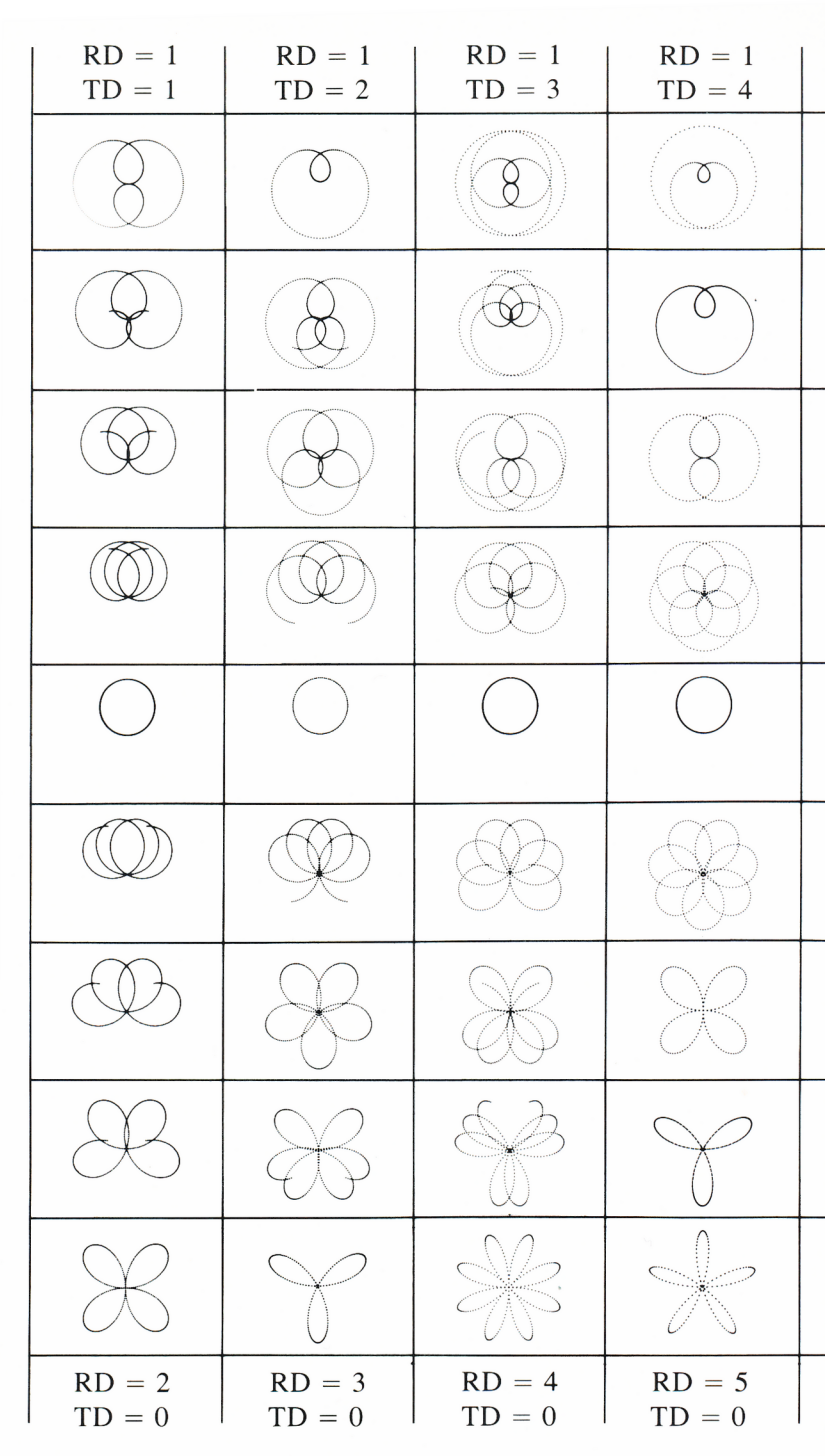 RD = 1
TD = 1
RD = 1
TD = 2
RD = 1
TD = 3
RD = 1
TD = 4
RD = 2
TD = 0
RD = 3
TD = 0
RD = 4
TD = 0
RD = 5
TD = 0